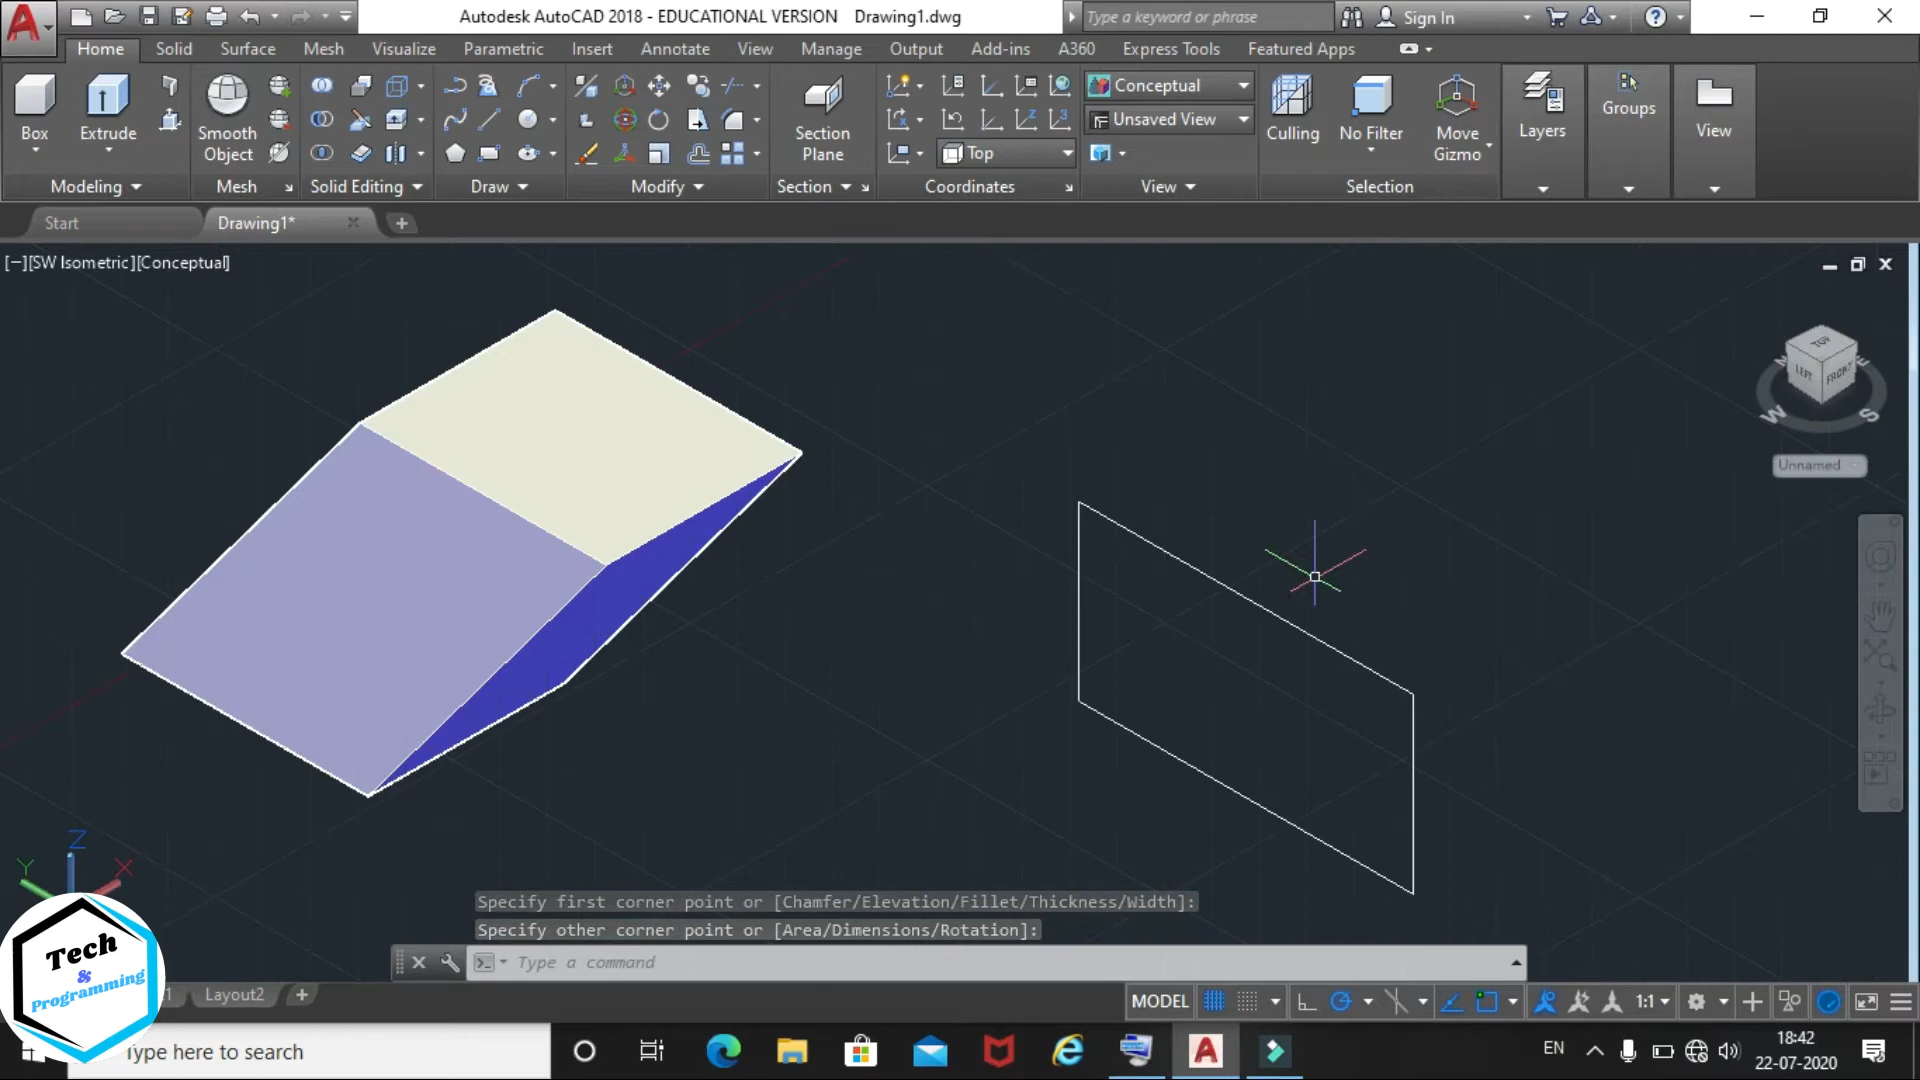 Autodesk AutoCAD 2018 - EDUCATIONAL VERSION Drawing1.dwg
Type a keyword or phrase
Sign In
Home Solid Surface Mesh Visualize Parametric Insert Annotate View Manage Output Add-ins A360 Express Tools Featured Apps
Box
Extrude
Smooth
Object
Section
Plane
Top
Conceptual
Unsaved View
Culling
No Filter
Move
Gizmo
Layers
Groups
View
Modeling Mesh Solid Editing Draw Modify Section Coordinates View Selection
Start
Drawing1*
[−][SW Isometric][Conceptual]
TOP
LEFT
FRONT
N
E
W
S
Unnamed
Z
Y
X
Specify first corner point or [Chamfer/Elevation/Fillet/Thickness/Width]:
Specify other corner point or [Area/Dimensions/Rotation]:
Type a command
Tech
&
Programming
1
Layout2
MODEL
1:1
Type here to search
EN
18:42
22-07-2020